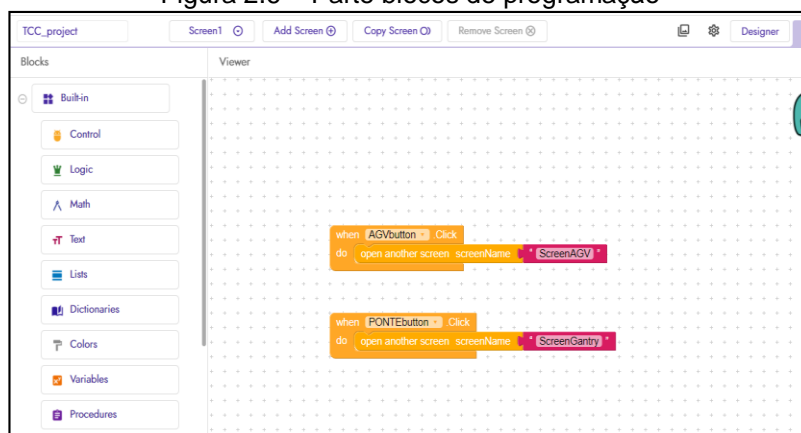 Figura 2.6 – Parte blocos de programação
TCC_project Screen1 Add Screen Copy Screen Remove Screen Designer
Blocks Viewer
Built-in
Control
Logic
Math
Text
Lists
Dictionaries
Colors
Variables
Procedures
when AGVbutton .Click
do open another screen screenName " ScreenAGV "
when PONTEbutton .Click
do open another screen screenName " ScreenGantry "